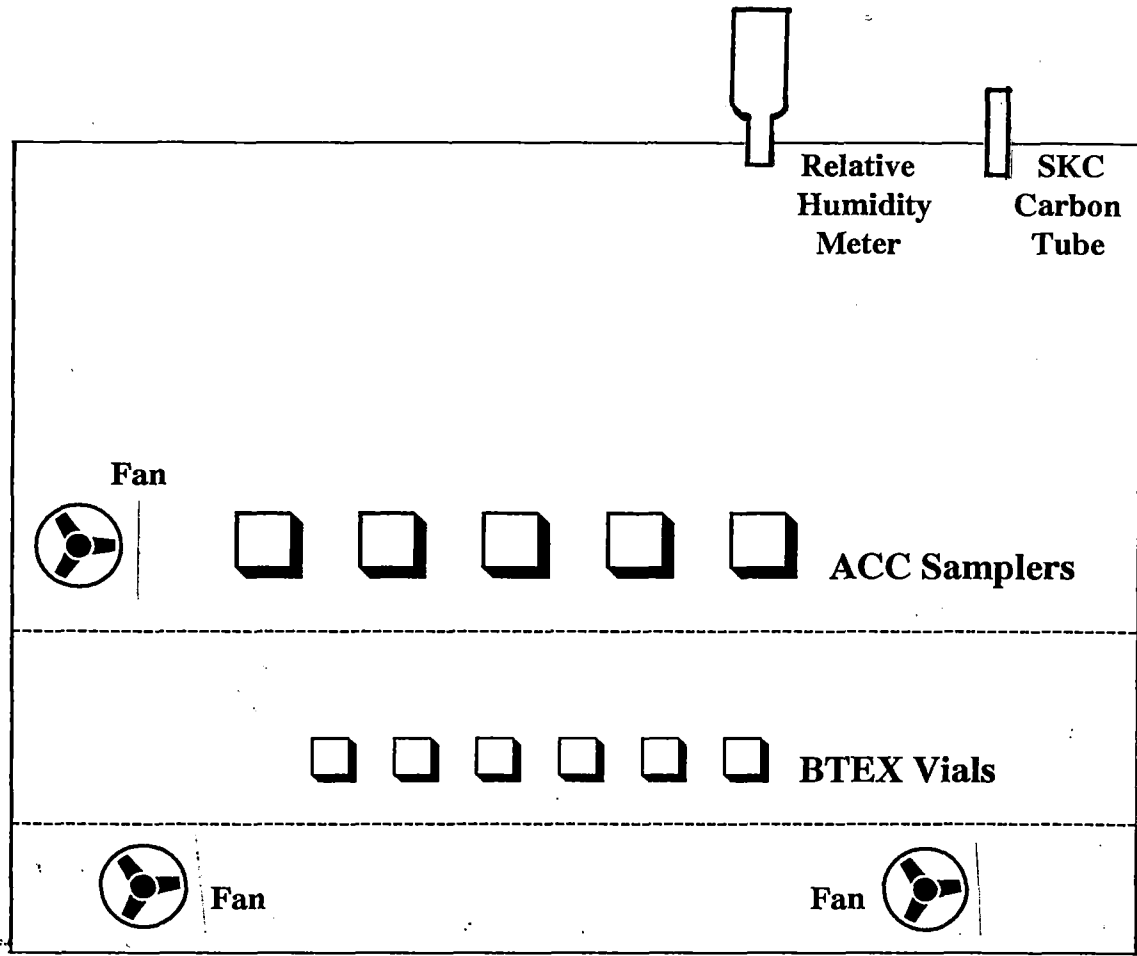 Relative
Humidity
Meter
SKC
Carbon
Tube
Fan
ACC Samplers
BTEX Vials
Fan
Fan